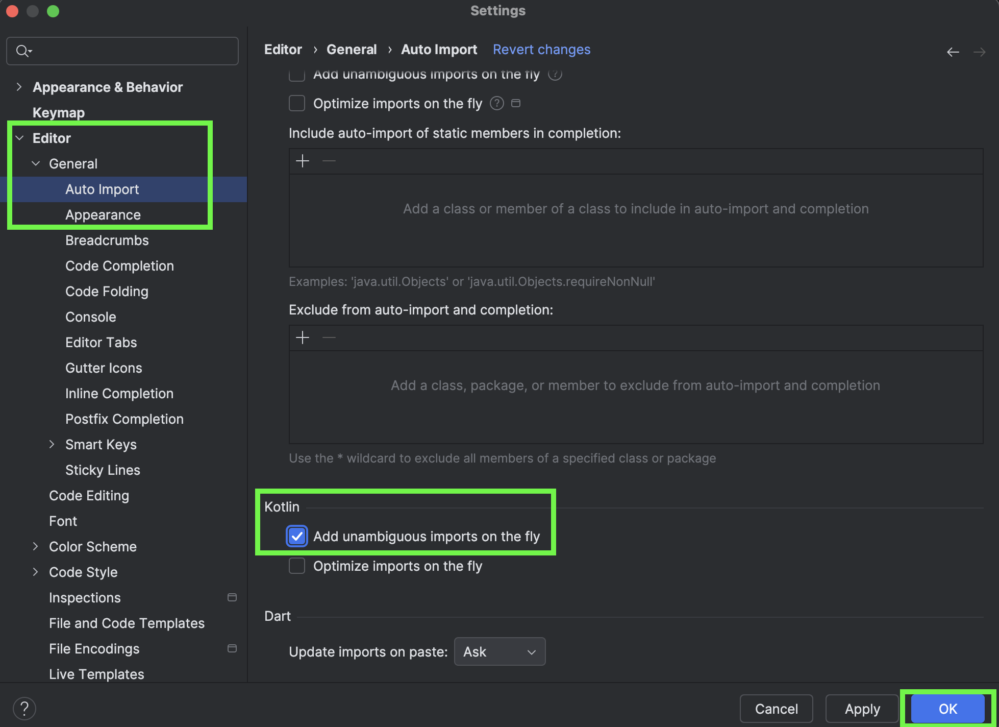 Settings
Appearance & Behavior
Keymap
Editor
General
Auto Import
Appearance
Breadcrumbs
Code Completion
Code Folding
Console
Editor Tabs
Gutter Icons
Inline Completion
Postfix Completion
Smart Keys
Sticky Lines
Code Editing
Font
Color Scheme
Code Style
Inspections
File and Code Templates
File Encodings
Live Templates
Editor › General › Auto Import Revert changes
Add unambiguous imports on the fly ?
Optimize imports on the fly ?
Include auto-import of static members in completion:
Add a class or member of a class to include in auto-import and completion
Examples: 'java.util.Objects' or 'java.util.Objects.requireNonNull'
Exclude from auto-import and completion:
Add a class, package, or member to exclude from auto-import and completion
Use the * wildcard to exclude all members of a specified class or package
Kotlin
Add unambiguous imports on the fly
Optimize imports on the fly
Dart
Update imports on paste: Ask
? Cancel Apply OK